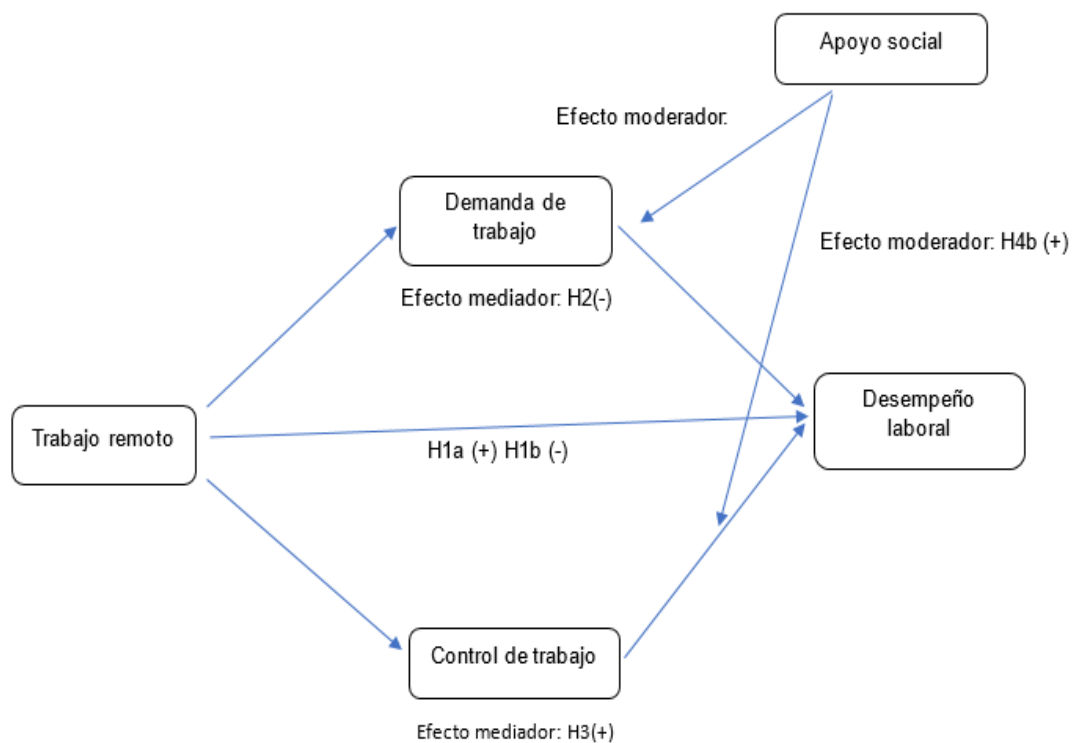 Apoyo social
Efecto moderador:
Demanda de
trabajo
Efecto moderador: H4b (+)
Efecto mediador: H2(-)
Desempeño
laboral
Trabajo remoto
H1a (+) H1b (-)
Control de trabajo
Efecto mediador: H3(+)